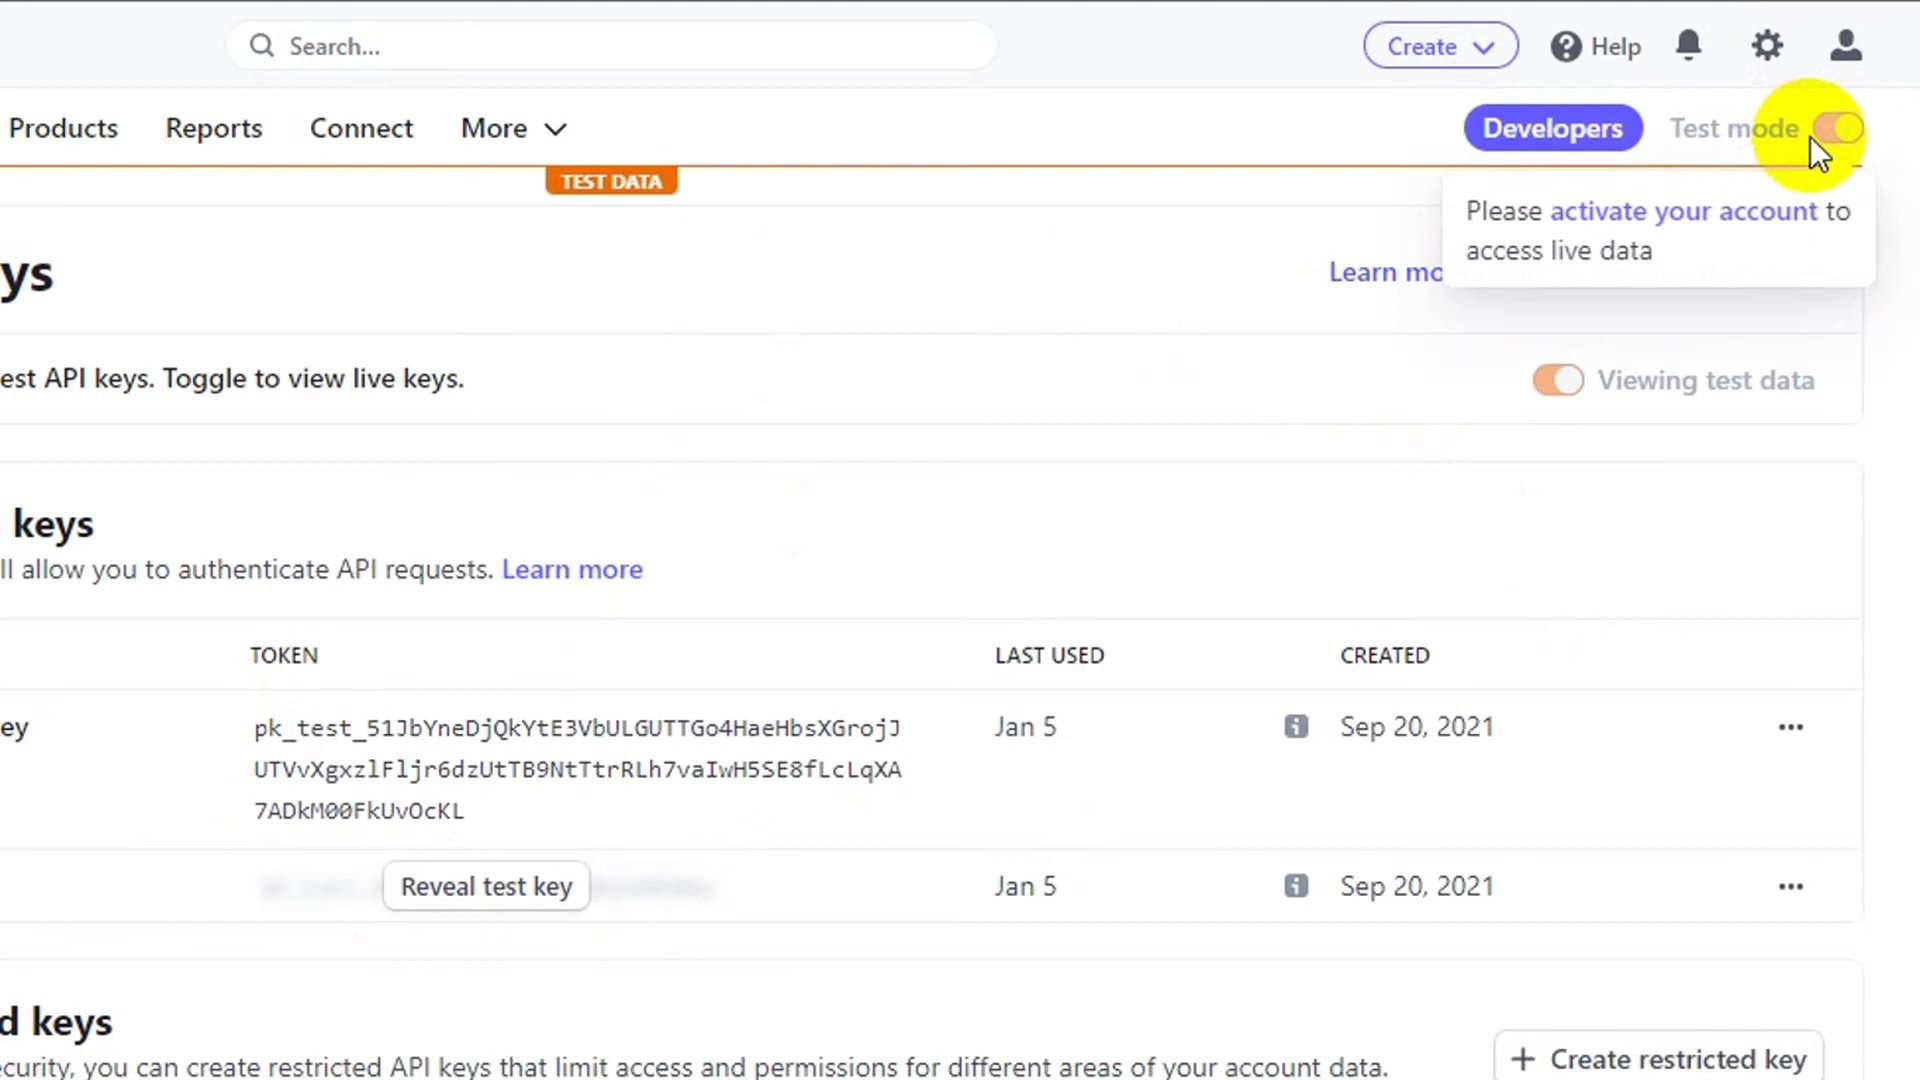 Search...
Create
Help
Products
Reports
Connect
More
Developers
Test mode
TEST DATA
Please activate your account to
access live data
ys
Learn mo
est API keys. Toggle to view live keys.
Viewing test data
keys
ll allow you to authenticate API requests. Learn more
TOKEN
LAST USED
CREATED
ey
pk_test_51JbYneDjQkYtE3VbULGUTTGo4HaeHbsXGrojJ
UTVvXgxzlFljr6dzUtTB9NtTtrRLh7vaIwH5SE8fLcLqXA
7ADkM00FkUvOcKL
Jan 5
Sep 20, 2021
Reveal test key
Jan 5
Sep 20, 2021
d keys
ecurity, you can create restricted API keys that limit access and permissions for different areas of your account data.
Create restricted key